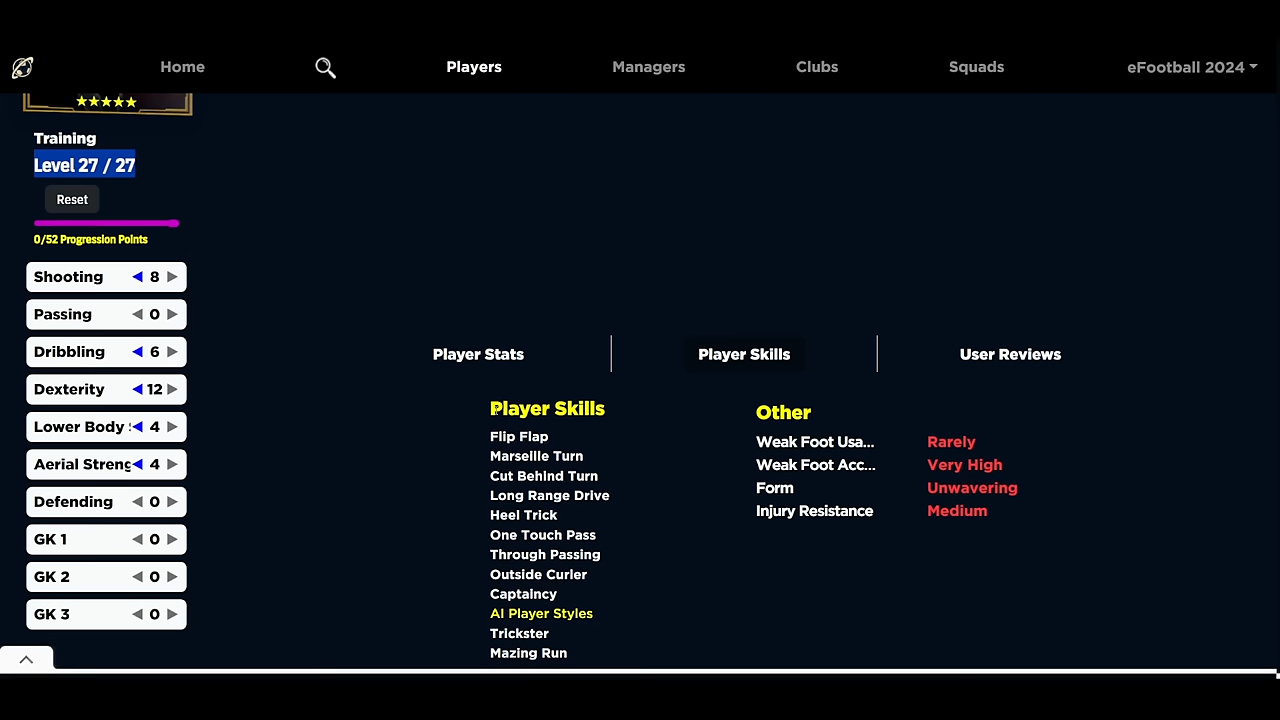 Home
Players
Managers
Clubs
Squads
eFootball 2024
★★★★★
Training
Level 27 / 27
Reset
0/52 Progression Points
Shooting 8
Passing 0
Dribbling 6
Dexterity 12
Lower Body 4
Aerial Streng 4
Defending 0
GK 1 0
GK 2 0
GK 3 0
Player Stats
Player Skills
User Reviews
Player Skills
Flip Flap
Marseille Turn
Cut Behind Turn
Long Range Drive
Heel Trick
One Touch Pass
Through Passing
Outside Curler
Captaincy
AI Player Styles
Trickster
Mazing Run
Other
Weak Foot Usa... Rarely
Weak Foot Acc... Very High
Form Unwavering
Injury Resistance Medium